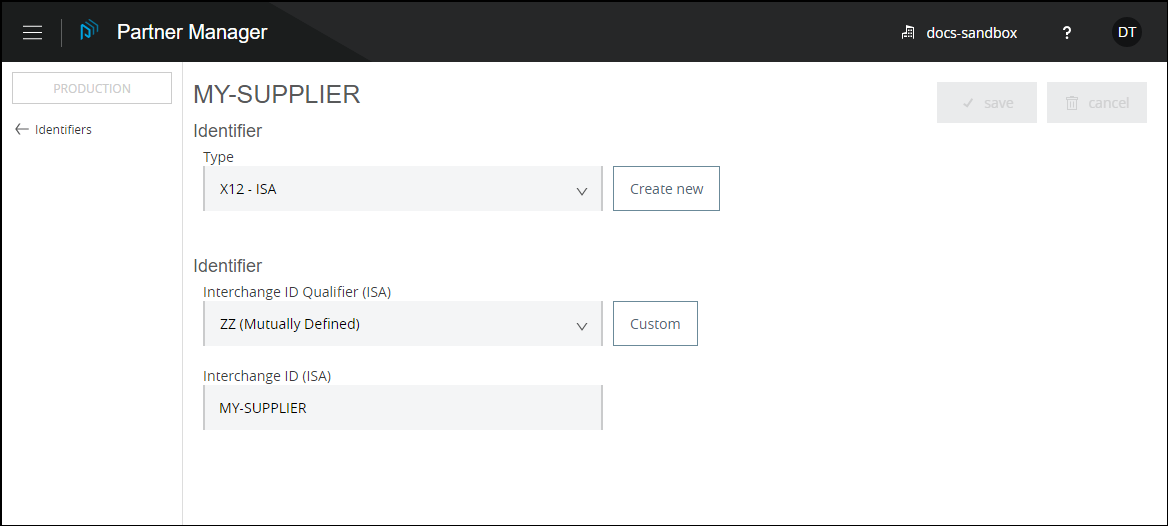 Partner Manager
docs-sandbox
?
DT
PRODUCTION
Identifiers
MY-SUPPLIER
save
cancel
Identifier
Type
X12 - ISA
Create new
Identifier
Interchange ID Qualifier (ISA)
ZZ (Mutually Defined)
Custom
Interchange ID (ISA)
MY-SUPPLIER